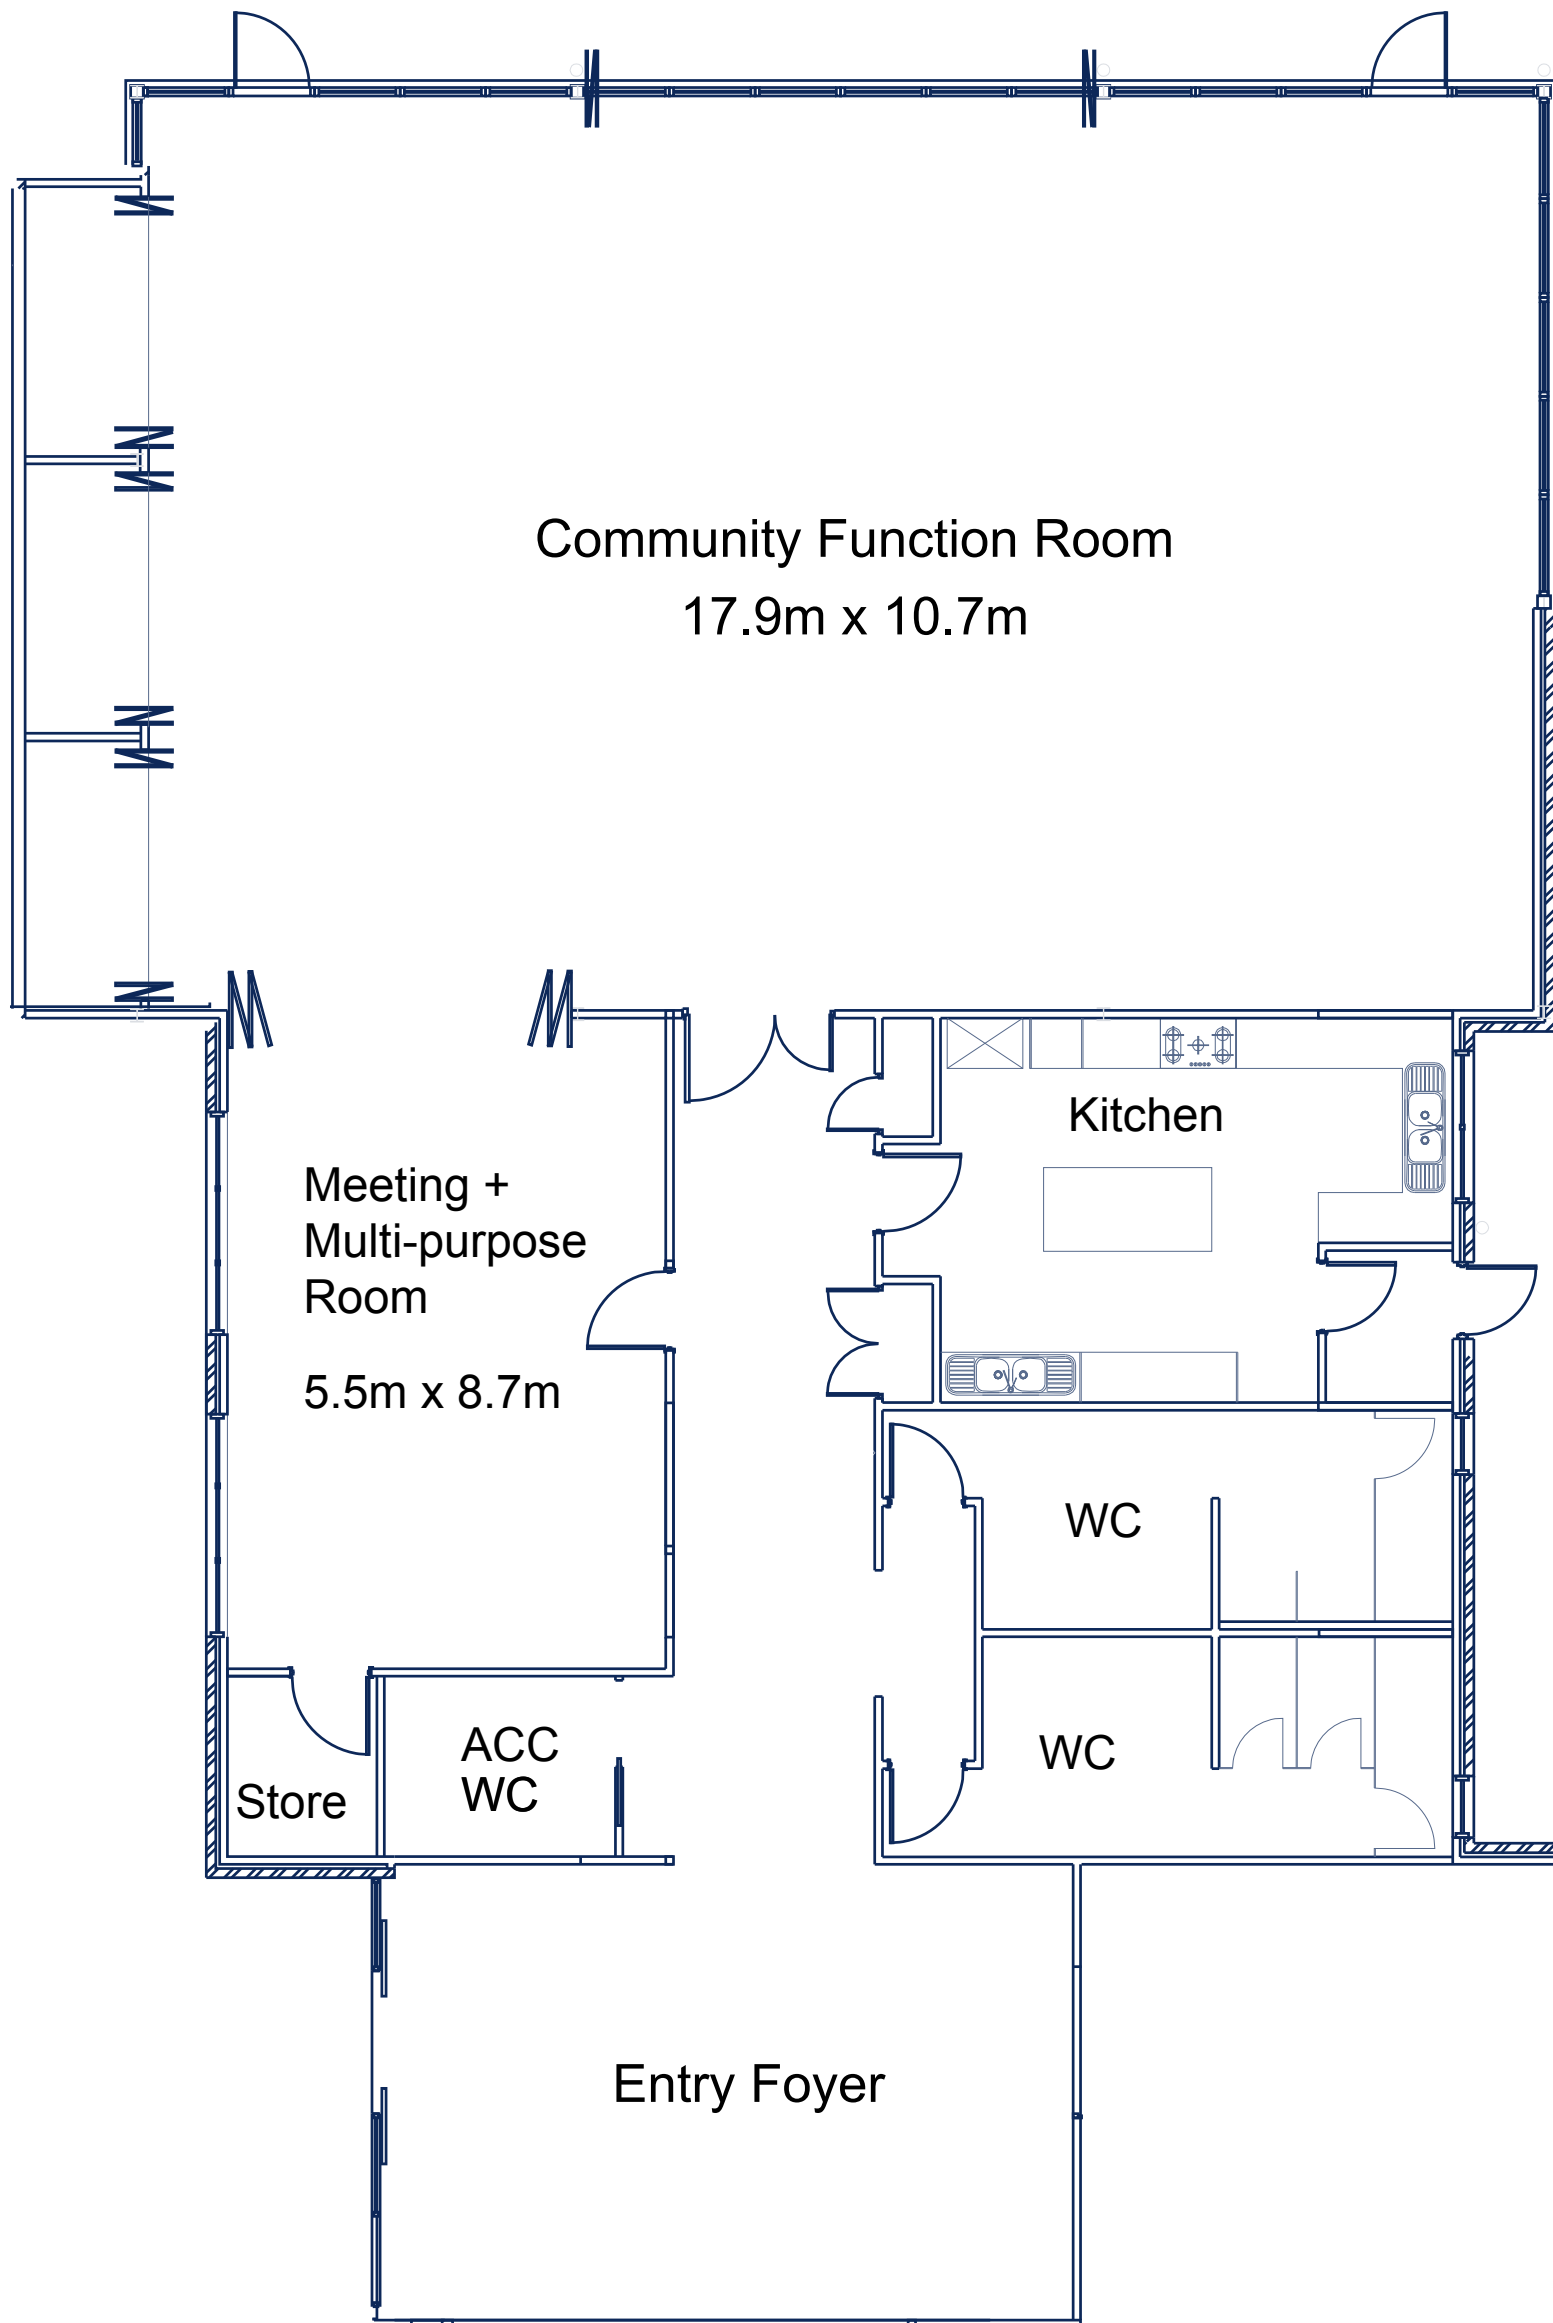 Community Function Room
17.9m x 10.7m
Kitchen
Meeting +
Multi-purpose
Room
5.5m x 8.7m
WC
ACC
WC
WC
Store
Entry Foyer